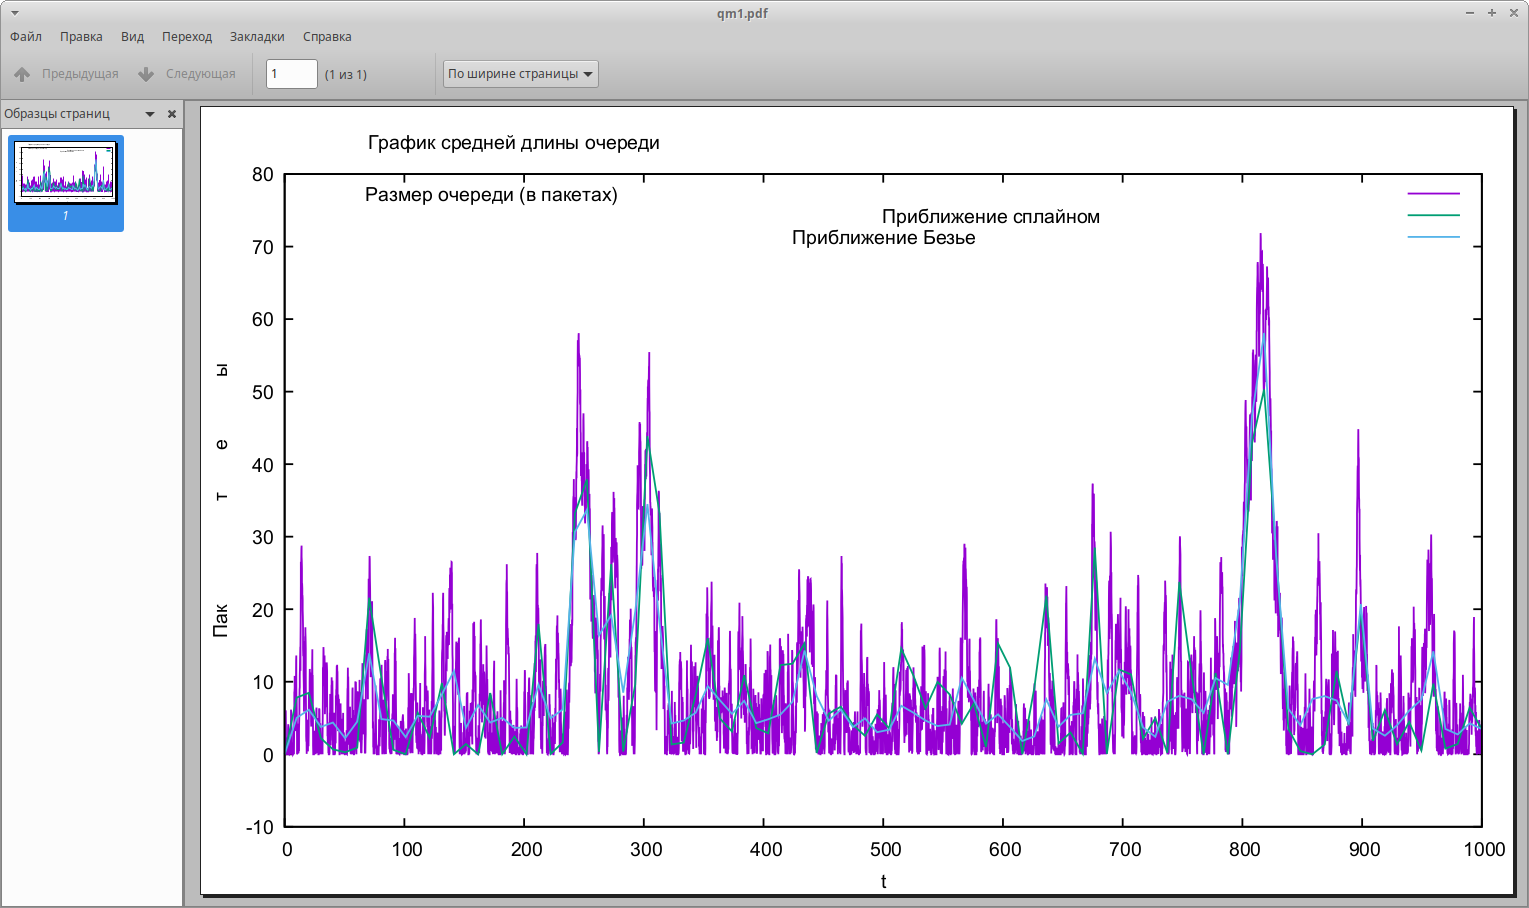 qm1.pdf
Файл Правка Вид Переход Закладки Справка
Предыдущая Следующая 1 (1 из 1) По ширине страницы
Образцы страниц
1
График средней длины очереди
Размер очереди (в пакетах)
Приближение сплайном
Приближение Безье
80
70
60
50
40
30
20
10
0
-10
Пакеты
0 100 200 300 400 500 600 700 800 900 1000
t